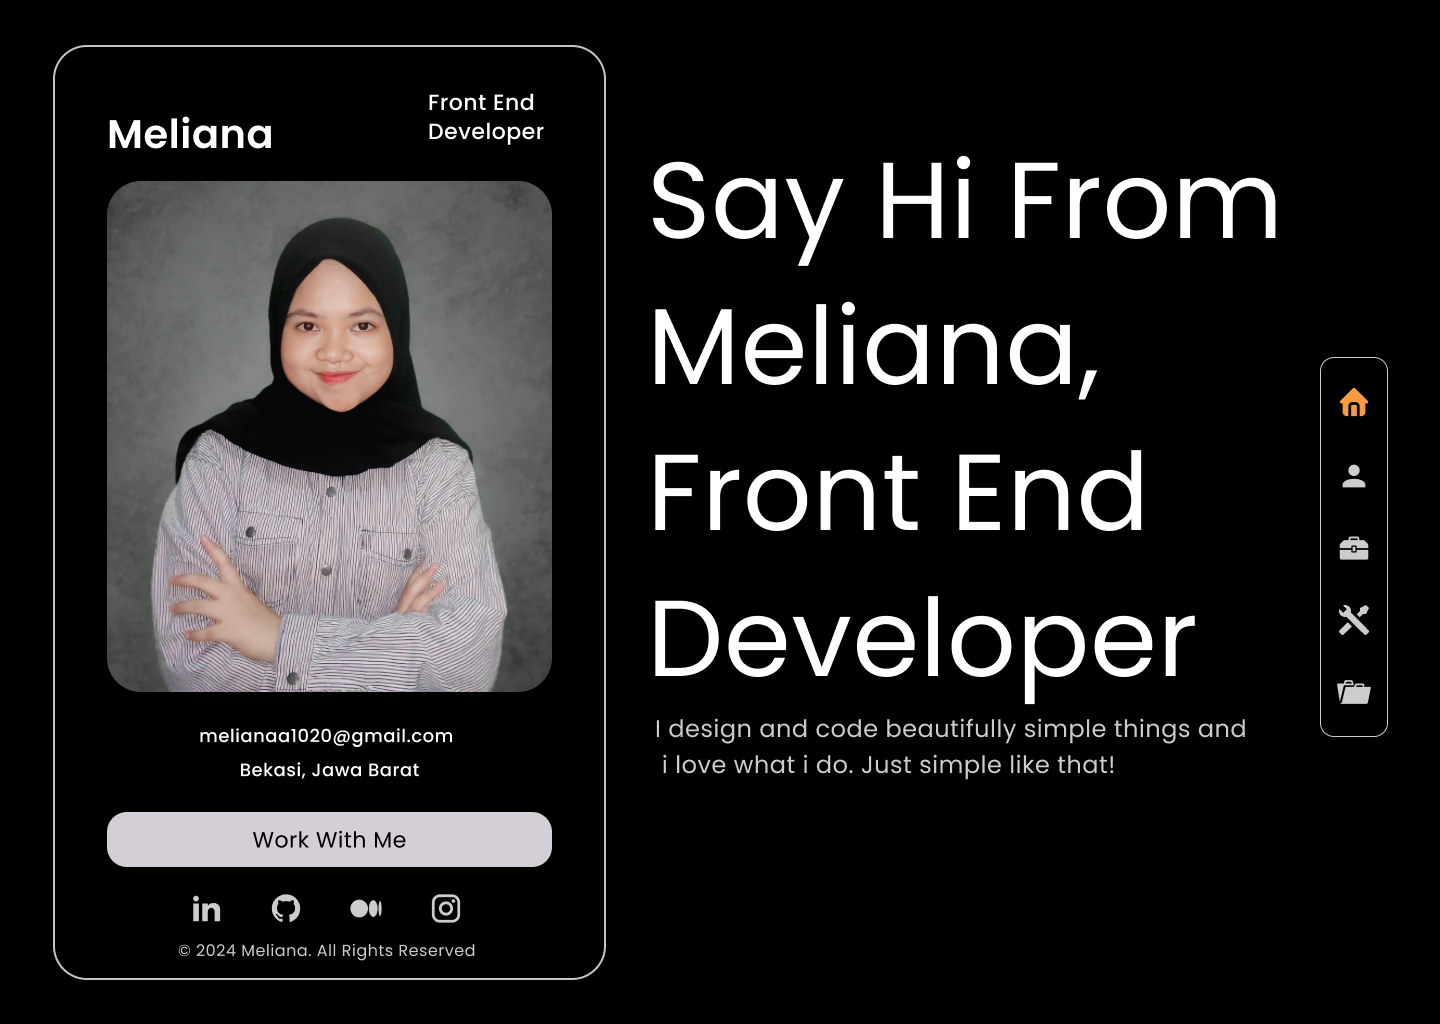 Meliana
Front End
Developer
melianaa1020@gmail.com
Bekasi, Jawa Barat
Work With Me
© 2024 Meliana. All Rights Reserved
Say Hi From
Meliana,
Front End
Developer
I design and code beautifully simple things and
i love what i do. Just simple like that!